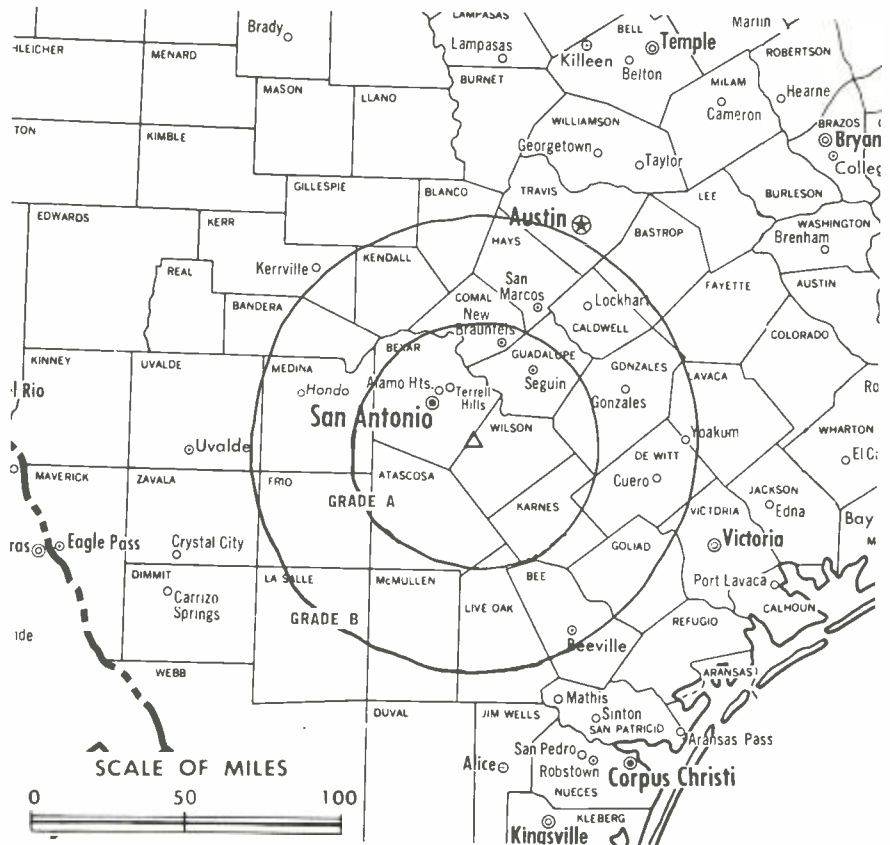 LAMPASAS
Brady
Lampasas
BELL
Temple
Killeen
Belton
Marlin
ROBERTSON
HLEICHER
MENARD
MASON
LLANO
BURNET
MILAM
Cameron
Hearne
TON
KIMBLE
WILLIAMSON
Georgetown
Taylor
BRAZOS
Bryan
Colleg
GILLESPIE
BLANCO
TRAVIS
LEE
BURLESON
EDWARDS
KERR
Austin
BASTROP
WASHINGTON
Brenham
HAYS
REAL
Kerrville
KENDALL
San
Marcos
FAYETTE
AUSTIN
BANDERA
COMAL
New
Braunfels
Lockhart
CALDWELL
COLORADO
KINNEY
UVALDE
MEDINA
BEXAR
GUADALUPE
Seguin
GONZALES
Gonzales
LAVACA
Ro
l Rio
Hondo
Alamo Hts.
Terrell
Hills
San Antonio
WILSON
Yoakum
WHARTON
El C
Uvalde
DE WITT
Cuero
MAVERICK
ZAVALA
FRIO
ATASCOSA
GRADE A
KARNES
VICTORIA
JACKSON
Edna
Bay
M
ras
Eagle Pass
Crystal City
GOLIAD
Victoria
DIMMIT
Carrizo
Springs
LA SALLE
McMULLEN
BEE
LIVE OAK
Port Lavaca
CALHOUN
GRADE B
REFUGIO
Beeville
ide
WEBB
ARANSAS
Mathis
Sinton
SAN PATRICIO
Aransas Pass
DUVAL
JIM WELLS
San Pedro
Robstown
Alice
Corpus Christi
NUECES
KLEBERG
Kingsville
SCALE OF MILES
0 50 100